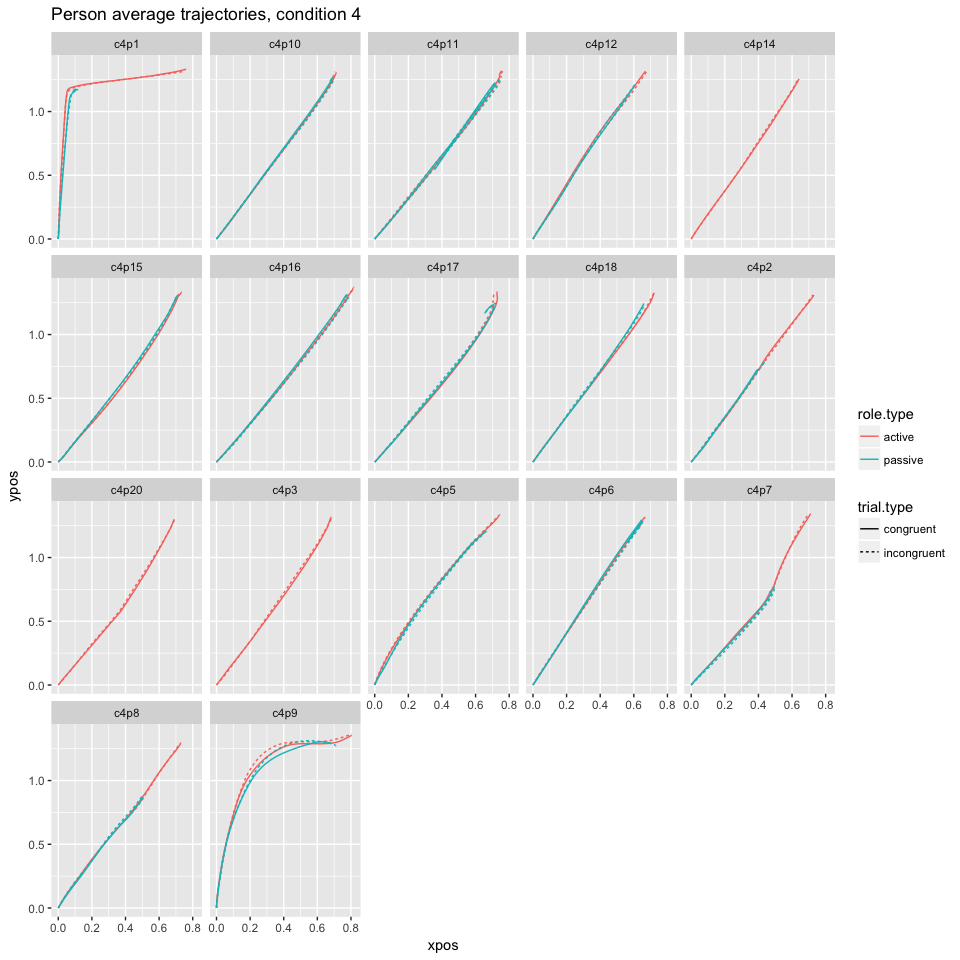 Person average trajectories, condition 4
c4p1 c4p10 c4p11 c4p12 c4p14
1.0
0.5
0.0
c4p15 c4p16 c4p17 c4p18 c4p2
1.0
0.5
0.0
role.type
active
passive
ypos
c4p20 c4p3 c4p5 c4p6 c4p7
trial.type
congruent
incongruent
1.0
0.5
0.0
0.0 0.2 0.4 0.6 0.8 0.0 0.2 0.4 0.6 0.8 0.0 0.2 0.4 0.6 0.8
c4p8 c4p9
1.0
0.5
0.0
0.0 0.2 0.4 0.6 0.8 0.0 0.2 0.4 0.6 0.8
xpos